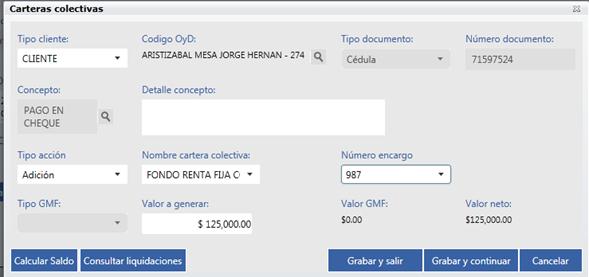 Carteras colectivas
Tipo cliente:
Codigo OyD:
Tipo documento:
Número documento:
CLIENTE
ARISTIZABAL MESA JORGE HERNAN - 274
Cédula
71597524
Concepto:
Detalle concepto:
PAGO EN
CHEQUE
Tipo acción
Nombre cartera colectiva:
Número encargo
Adición
FONDO RENTA FIJA
987
Tipo GMF:
Valor a generar:
Valor GMF:
Valor neto:
$ 125,000.00
$0.00
$125,000.00
Calcular Saldo
Consultar liquidaciones
Grabar y salir
Grabar y continuar
Cancelar